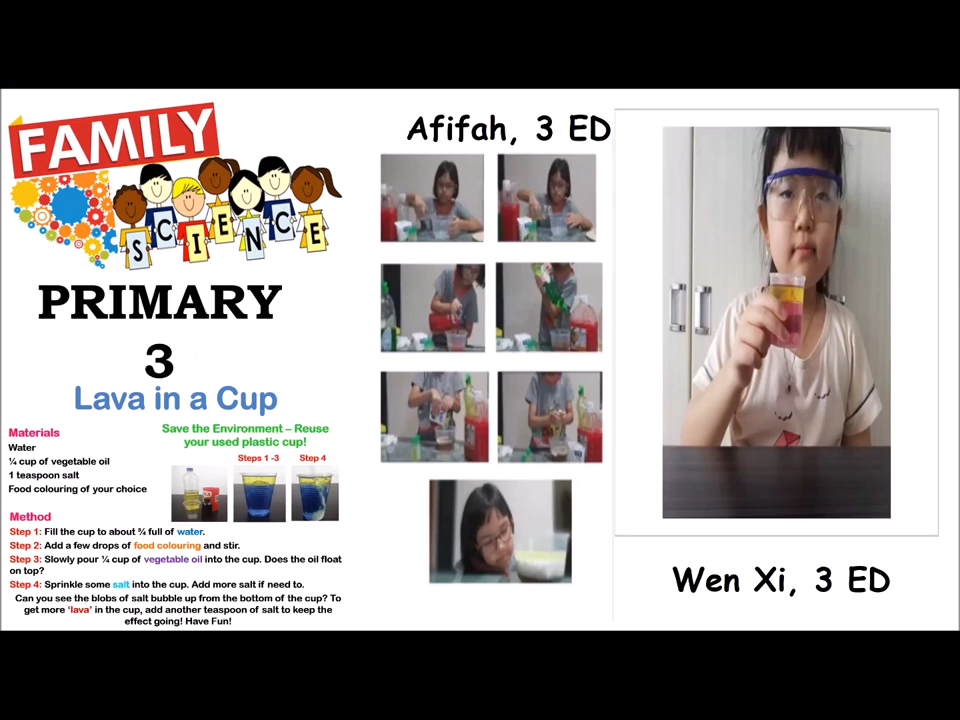 FAMILY
SCIENCE
PRIMARY
3
Lava in a Cup
Materials
Water
¼ cup of vegetable oil
1 teaspoon salt
Food colouring of your choice
Save the Environment – Reuse
your used plastic cup!
Steps 1 -3
Step 4
Method
Step 1: Fill the cup to about ¾ full of water.
Step 2: Add a few drops of food colouring and stir.
Step 3: Slowly pour ¼ cup of vegetable oil into the cup. Does the oil float
on top?
Step 4: Sprinkle some salt into the cup. Add more salt if need to.
Can you see the blobs of salt bubble up from the bottom of the cup? To
get more ‘lava’ in the cup, add another teaspoon of salt to keep the
effect going! Have Fun!
Afifah, 3 ED
Wen Xi, 3 ED